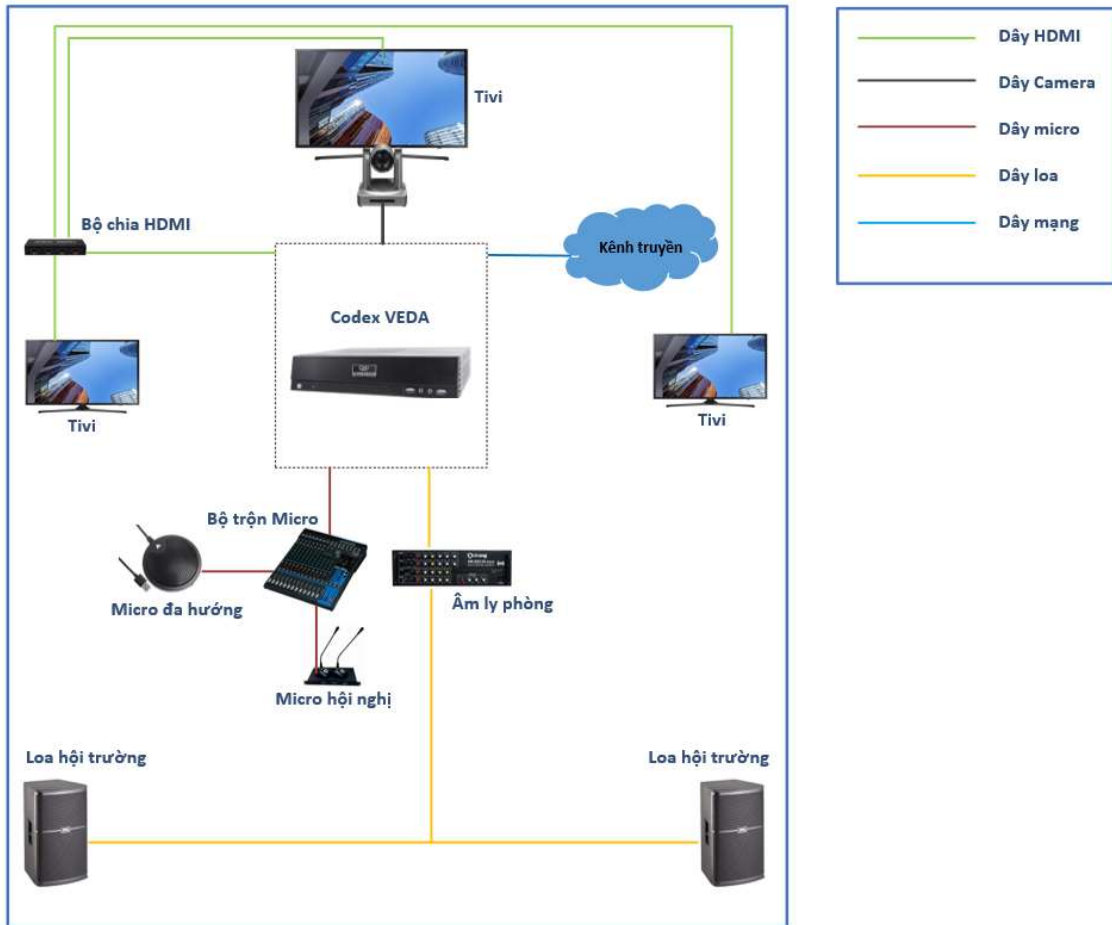 Tivi
Bộ chia HDMI
Kênh truyền
Codex VEDA
Tivi
Tivi
Bộ trộn Micro
Micro đa hướng
Âm ly phòng
Micro hội nghị
Loa hội trường
Loa hội trường
Dây HDMI
Dây Camera
Dây micro
Dây loa
Dây mạng